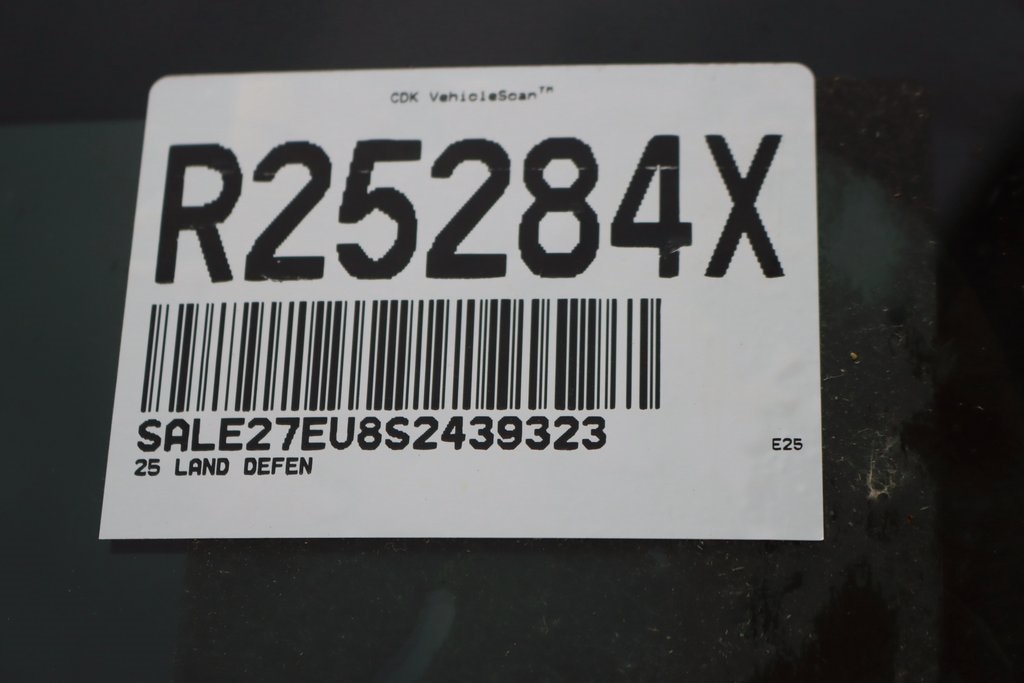 CDK VehicleScan™
R25284X
SALE27EU8S2439323
25 LAND DEFEN
E25